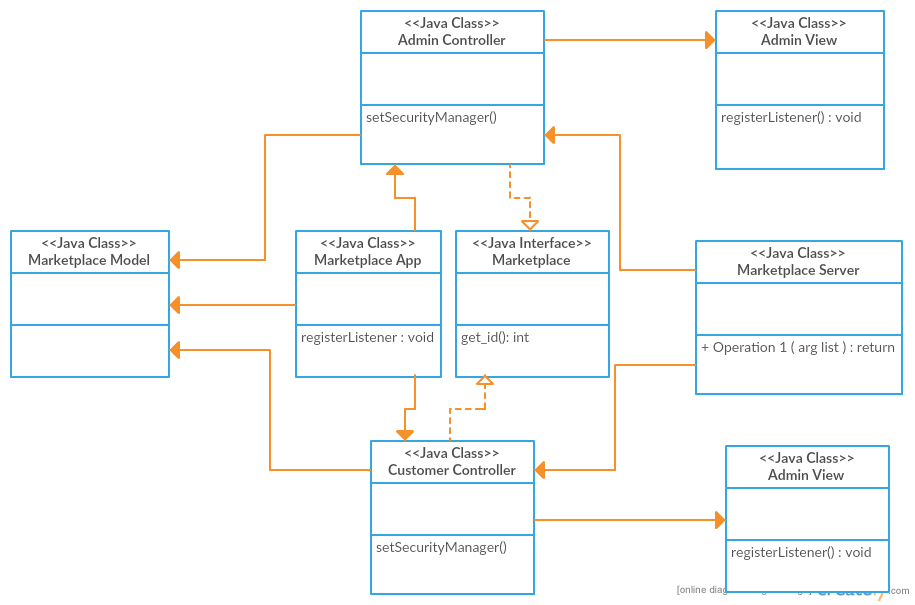 <<Java Class>>
Admin Controller
setSecurityManager()
<<Java Class>>
Admin View
registerListener() : void
<<Java Class>>
Marketplace Model
<<Java Class>>
Marketplace App
registerListener : void
<<Java Interface>>
Marketplace
get_id(): int
<<Java Class>>
Marketplace Server
+ Operation 1 ( arg list ) : return
<<Java Class>>
Customer Controller
setSecurityManager()
<<Java Class>>
Admin View
registerListener() : void
[online .com